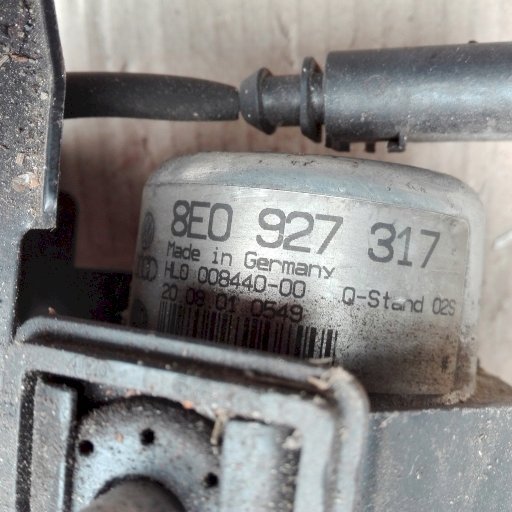 8E0 927 317
Made in Germany
HL0 008440-00 Q-Stand 02S
20 08 01 0549